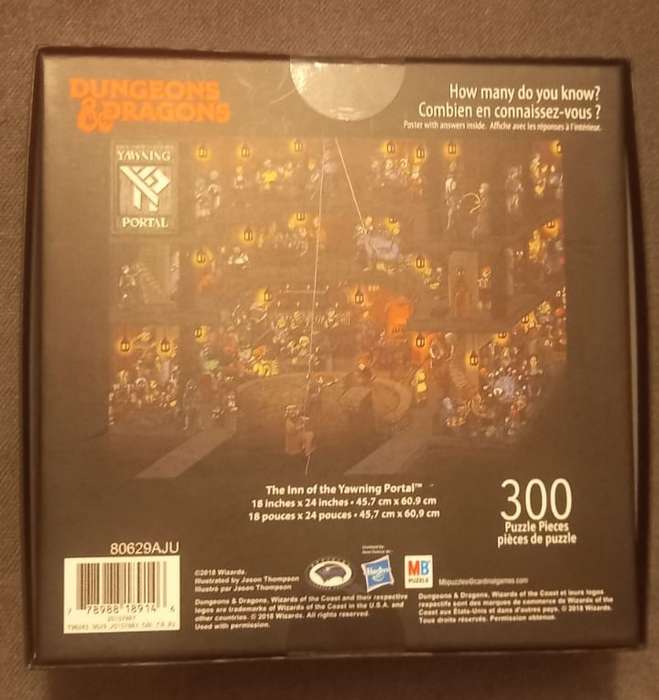 DUNGEONS
& DRAGONS
How many do you know?
Combien en connaissez-vous ?
Poster with answers inside. Affiche avec les réponses à l'intérieur.
YAWNING
PORTAL
The Inn of the Yawning Portal™
18 inches x 24 inches • 45.7 cm x 60.9 cm
18 pouces x 24 pouces • 45,7 cm x 60,9 cm
300
Puzzle Pieces
pièces de puzzle
80629AJU
7 78988 18914 6
©2018 Wizards.
Illustrated by Jason Thompson
Illustré par Jason Thompson
Hasbro
MB
PUZZLE
Mbpuzzles@cardinalgames.com
Dungeons & Dragons, Wizards of the Coast and their respective
logos are trademarks of Wizards of the Coast in the U.S.A. and
other countries. © 2018 Wizards. All rights reserved.
Used with permission.
Dungeons & Dragons, Wizards of the Coast et leurs logos
respectifs sont des marques de commerce de Wizards of the
Coast aux États-Unis et dans d'autres pays. © 2018 Wizards.
Tous droits réservés. Permission obtenue.